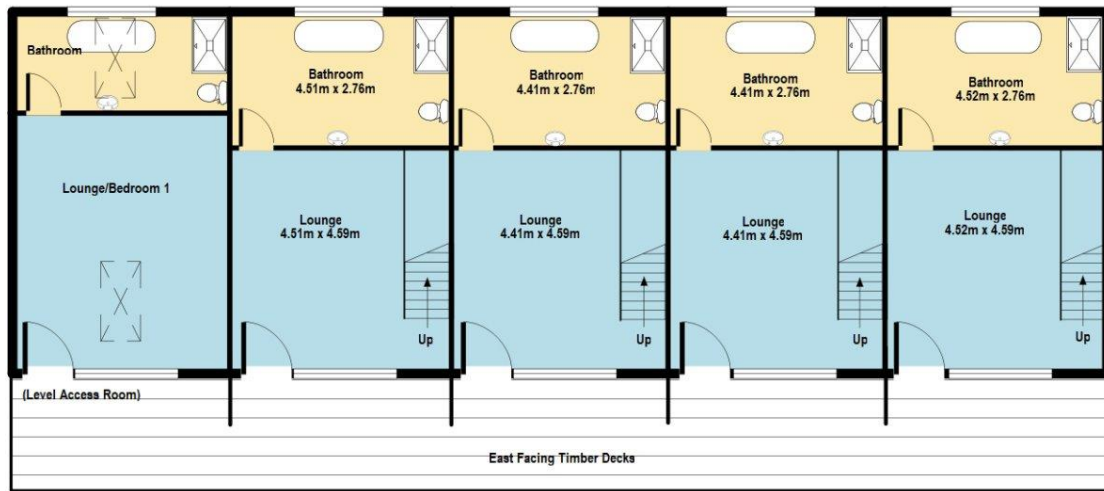 Bathroom
Bathroom
4.51m x 2.76m
Bathroom
4.41m x 2.76m
Bathroom
4.41m x 2.76m
Bathroom
4.52m x 2.76m
Lounge/Bedroom 1
Lounge
4.51m x 4.59m
Lounge
4.41m x 4.59m
Lounge
4.41m x 4.59m
Lounge
4.52m x 4.59m
Up
Up
Up
Up
(Level Access Room)
East Facing Timber Decks